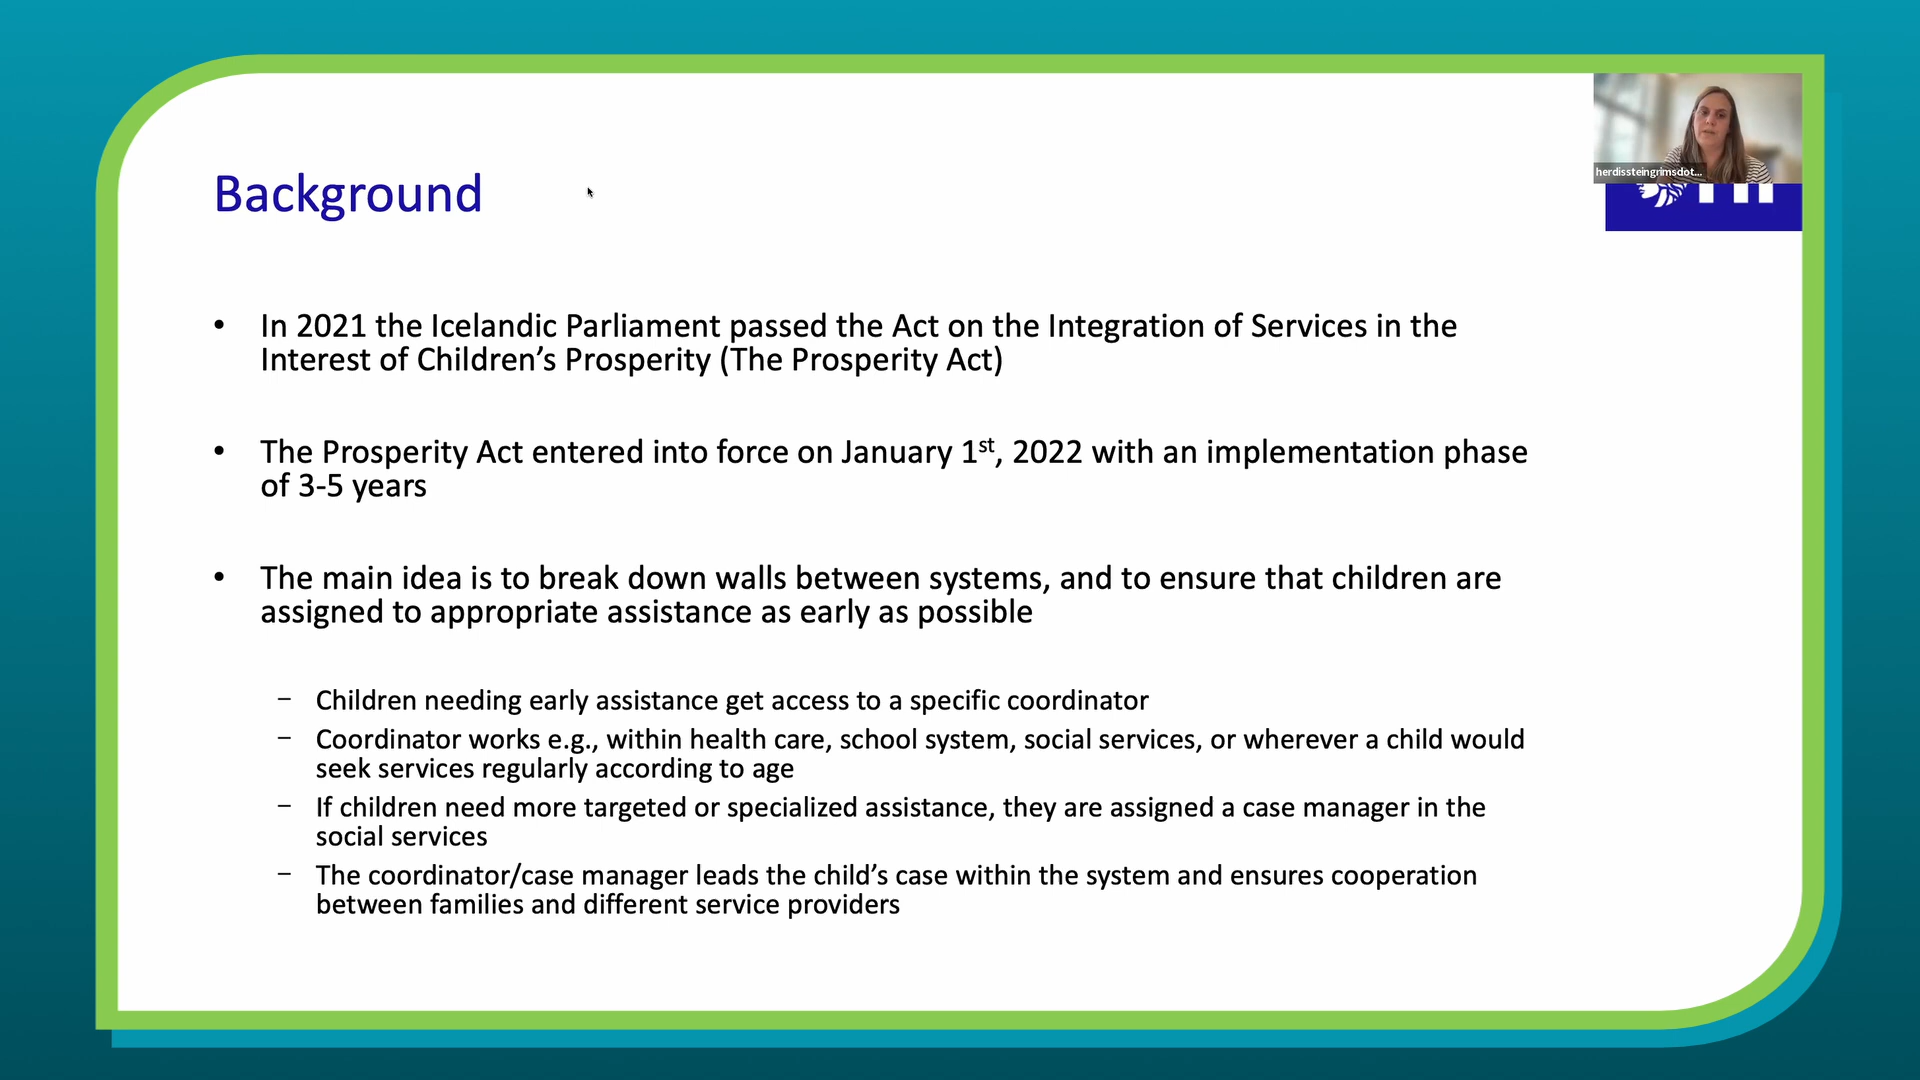 herdissteingrimsdot...
Background
• In 2021 the Icelandic Parliament passed the Act on the Integration of Services in the
Interest of Children’s Prosperity (The Prosperity Act)
• The Prosperity Act entered into force on January 1st, 2022 with an implementation phase
of 3-5 years
• The main idea is to break down walls between systems, and to ensure that children are
assigned to appropriate assistance as early as possible
– Children needing early assistance get access to a specific coordinator
– Coordinator works e.g., within health care, school system, social services, or wherever a child would
seek services regularly according to age
– If children need more targeted or specialized assistance, they are assigned a case manager in the
social services
– The coordinator/case manager leads the child’s case within the system and ensures cooperation
between families and different service providers